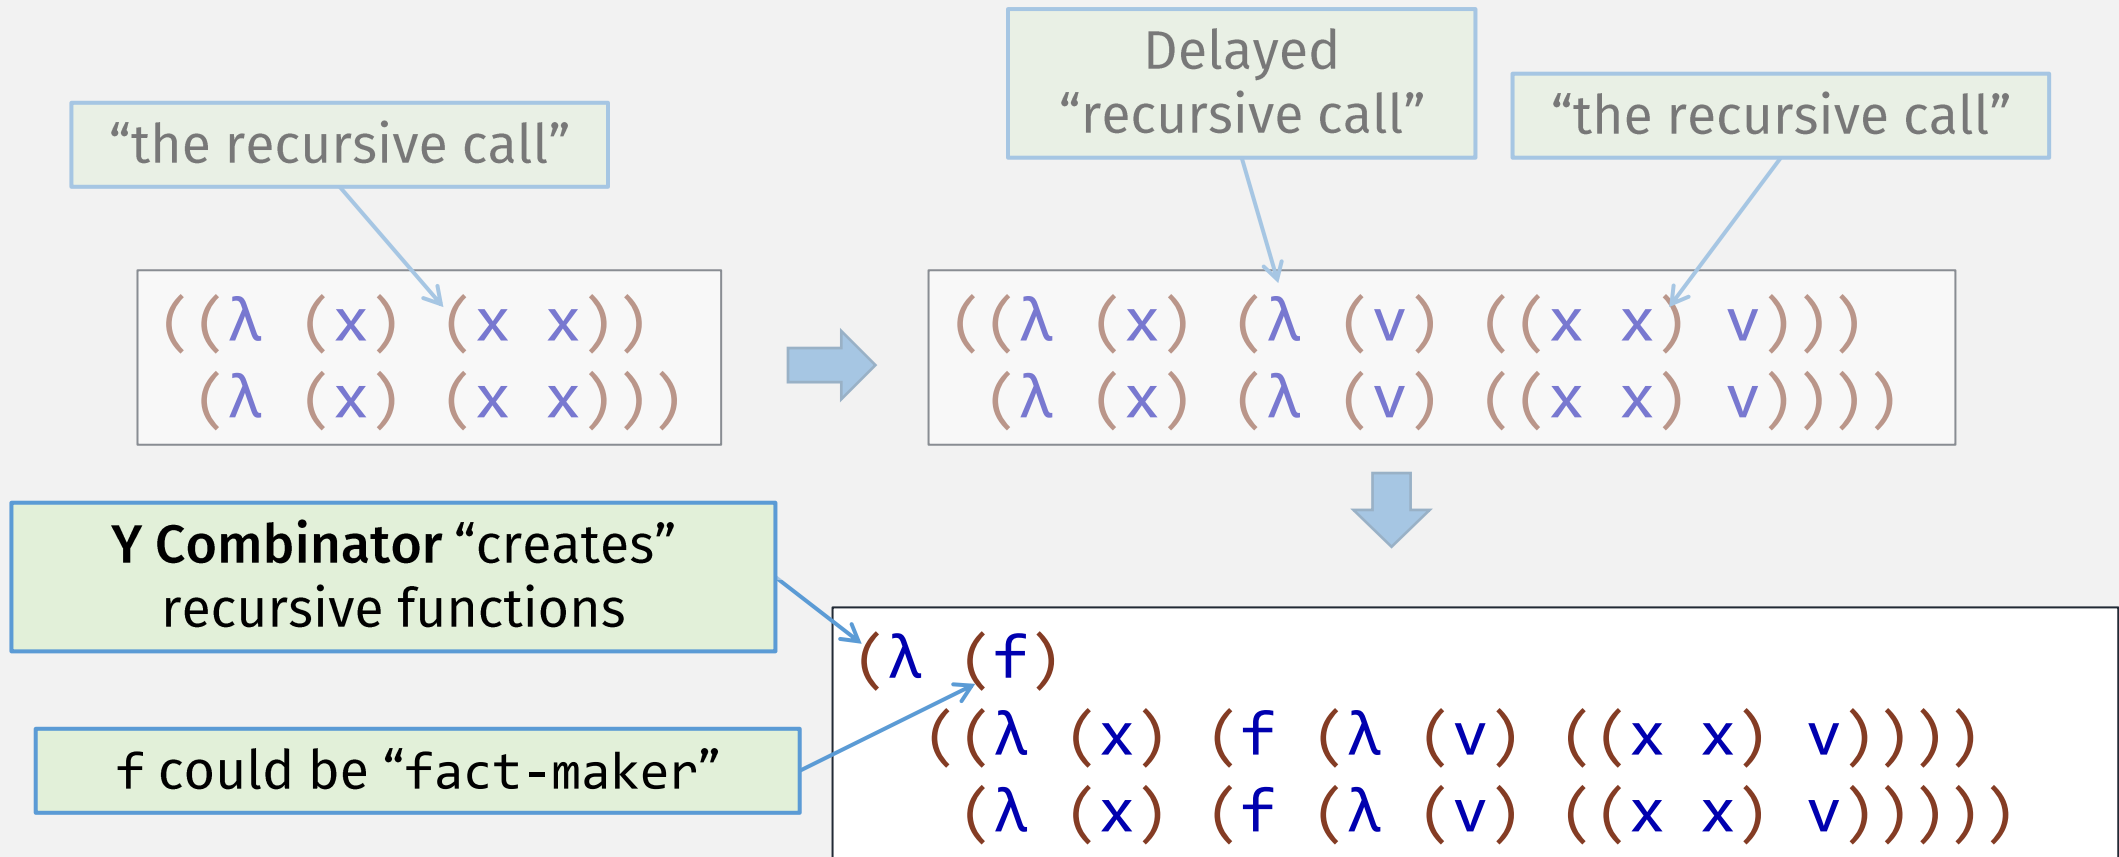 Delayed
“recursive call”
“the recursive call”
“the recursive call”
((λ (x) (x x))
(λ (x) (x x)))
((λ (x) (λ (v) ((x x) v)))
(λ (x) (λ (v) ((x x) v))))
Y Combinator “creates”
recursive functions
f could be “fact-maker”
(λ (f)
((λ (x) (f (λ (v) ((x x) v))))
(λ (x) (f (λ (v) ((x x) v)))))